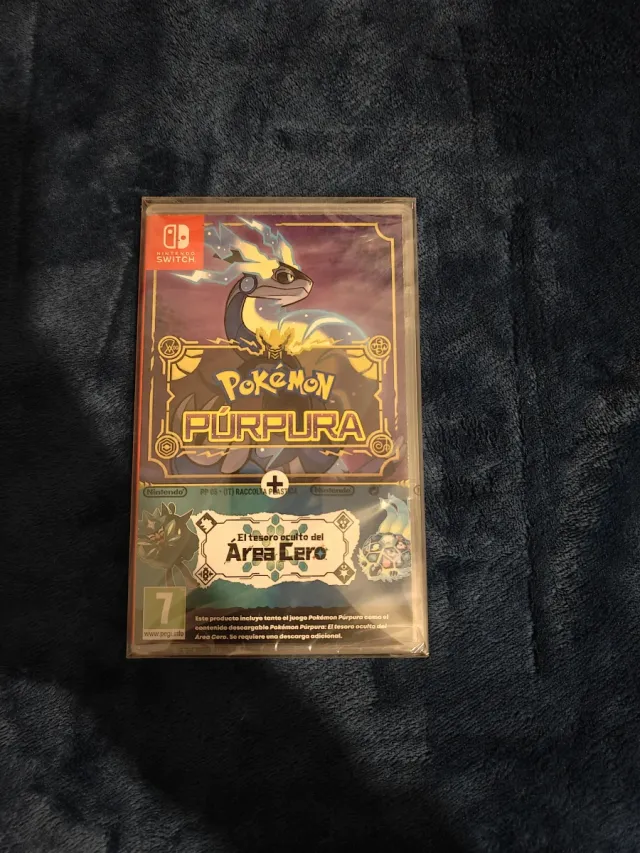 NINTENDO
SWITCH
POKéMON
PÚRPURA
+
Nintendo
PP 05 - (IT) RACCOLTA PLASTICA
Nintendo
El tesoro oculto del
Área Cero
7
www.pegi.info
Este producto incluye tanto el juego Pokémon Púrpura como el
contenido descargable Pokémon Púrpura: El tesoro oculto del
Área Cero. Se requiere una descarga adicional.